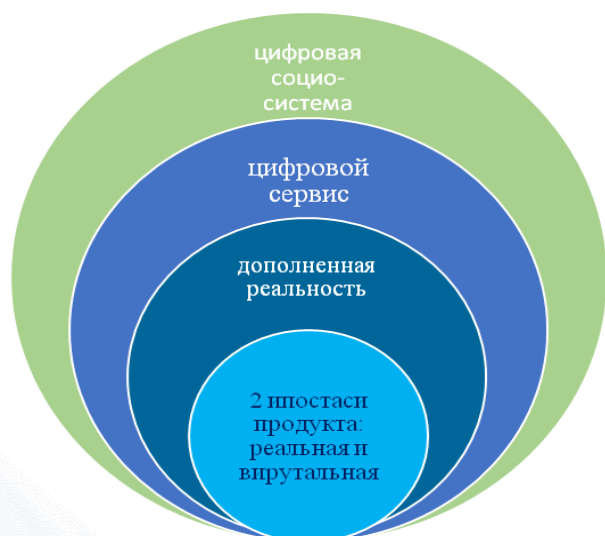 цифровая
социо-
система
цифровой
сервис
дополненная
реальность
2 ипостаси
продукта:
реальная и
вирутальная